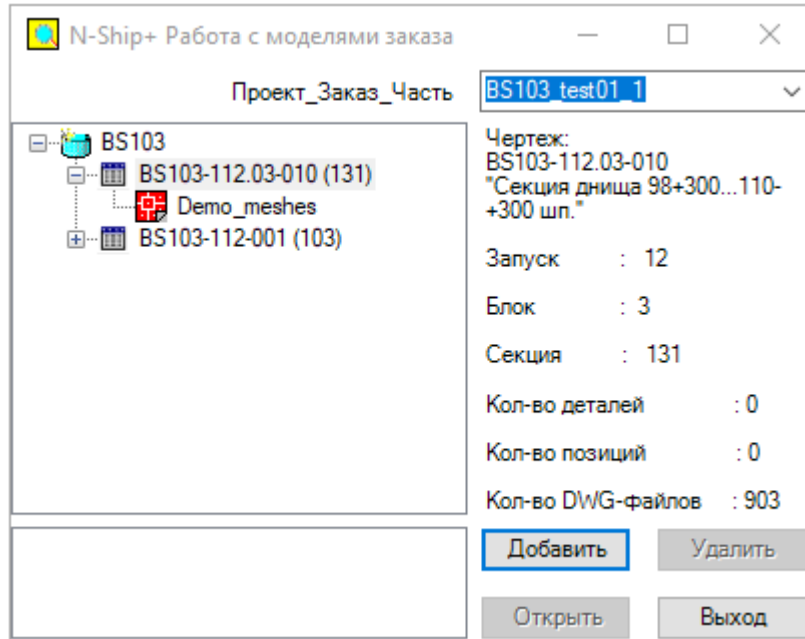 N-Ship+ Работа с моделями заказа
Проект_Заказ_Часть
BS103_test01_1
BS103
BS103-112.03-010 (131)
Demo_meshes
BS103-112-001 (103)
Чертеж:
BS103-112.03-010
"Секция днища 98+300...110-
+300 шп."
Запуск : 12
Блок : 3
Секция : 131
Кол-во деталей : 0
Кол-во позиций : 0
Кол-во DWG-файлов : 903
Добавить
Удалить
Открыть
Выход